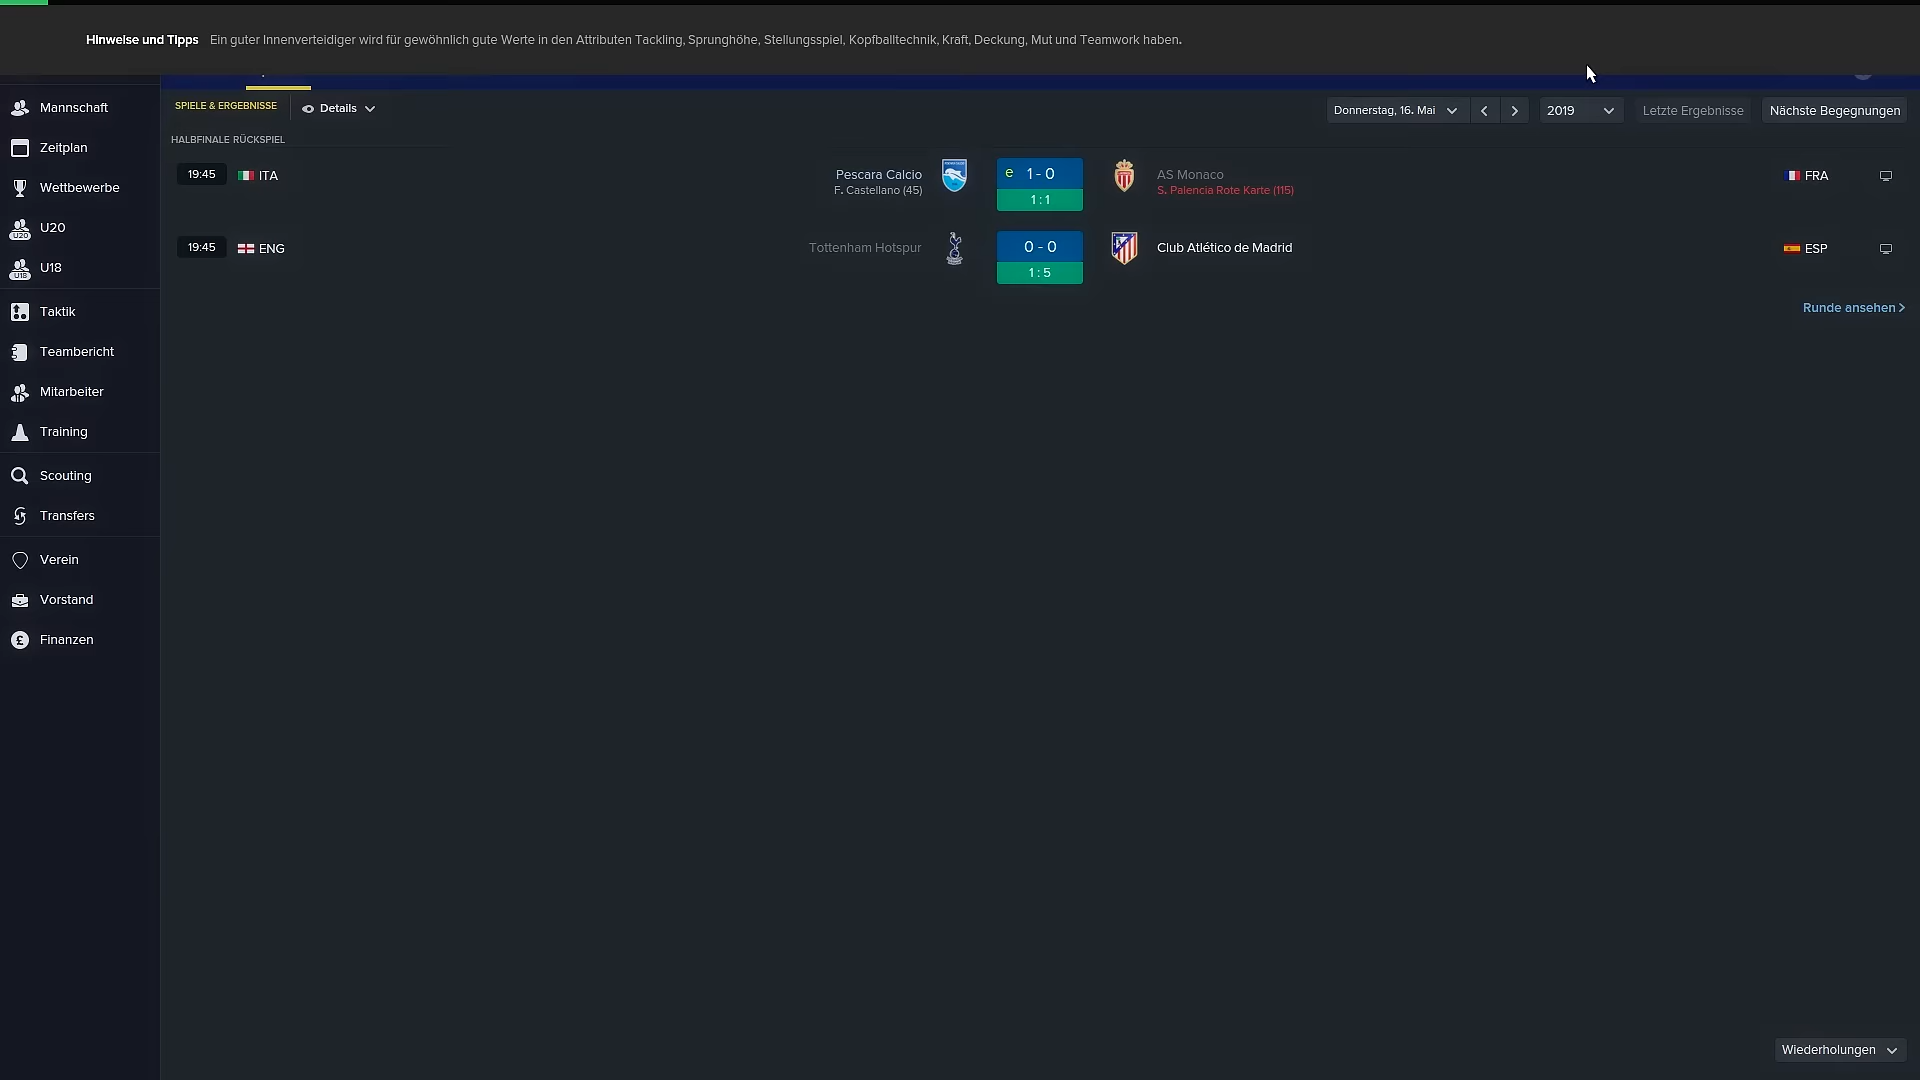 Hinweise und Tipps Ein guter Innenverteidiger wird für gewöhnlich gute Werte in den Attributen Tackling, Sprunghöhe, Stellungsspiel, Kopfballtechnik, Kraft, Deckung, Mut und Teamwork haben.
Mannschaft
Zeitplan
Wettbewerbe
U20
U18
Taktik
Teambericht
Mitarbeiter
Training
Scouting
Transfers
Verein
Vorstand
Finanzen
SPIELE & ERGEBNISSE Details Donnerstag, 16. Mai 2019 Letzte Ergebnisse Nächste Begegnungen
HALBFINALE RÜCKSPIEL
19:45 ITA Pescara Calcio e 1 - 0 AS Monaco FRA
F. Castellano (45) 1 : 1 S. Palencia Rote Karte (115)
19:45 ENG Tottenham Hotspur 0 - 0 Club Atlético de Madrid ESP
1 : 5
Runde ansehen >
Wiederholungen